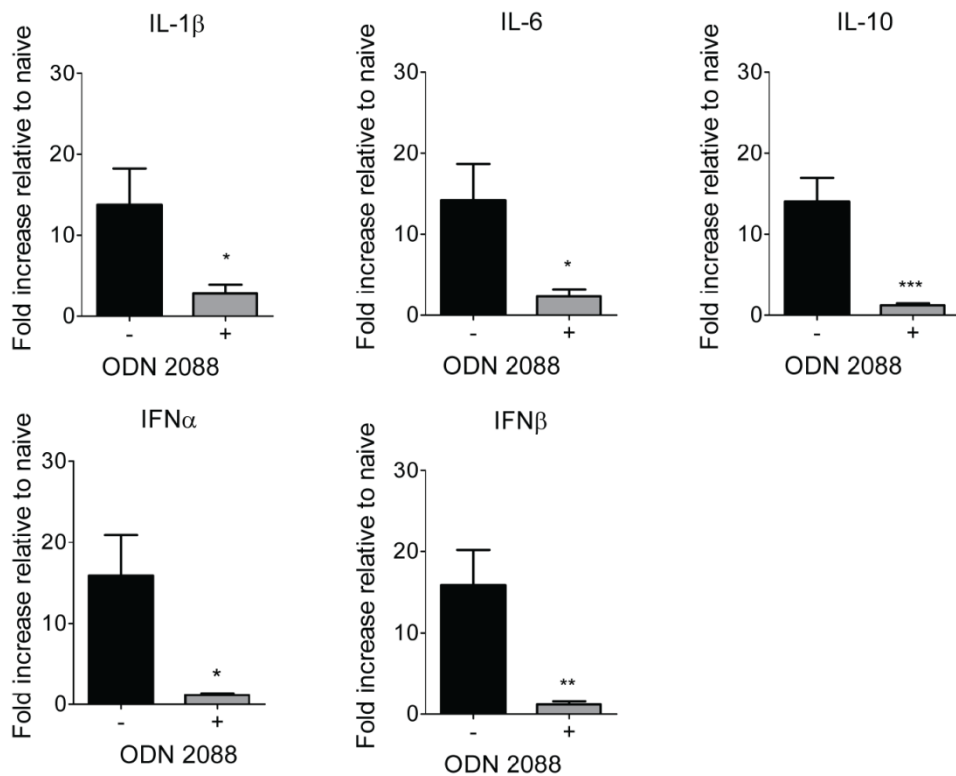 IL-1β
Fold increase relative to naive
30
20
10
0
*
- +
ODN 2088
IL-6
Fold increase relative to naive
30
20
10
0
*
- +
ODN 2088
IL-10
Fold increase relative to naive
30
20
10
0
***
- +
ODN 2088
IFNα
Fold increase relative to naive
30
20
10
0
*
- +
ODN 2088
IFNβ
Fold increase relative to naive
30
20
10
0
**
- +
ODN 2088